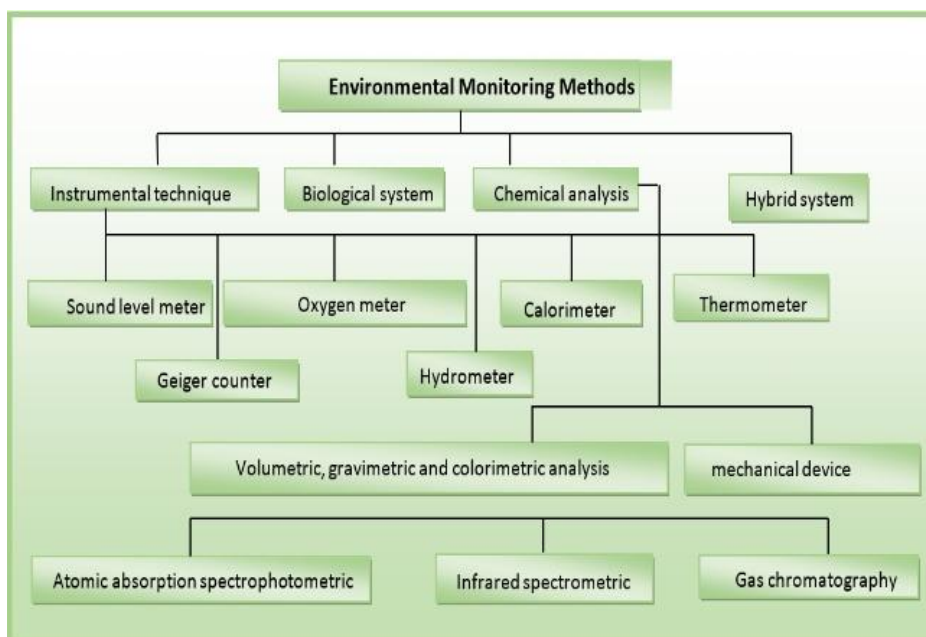 Environmental Monitoring Methods
Instrumental technique
Biological system
Chemical analysis
Hybrid system
Sound level meter
Oxygen meter
Calorimeter
Thermometer
Geiger counter
Hydrometer
Volumetric, gravimetric and colorimetric analysis
mechanical device
Atomic absorption spectrophotometric
Infrared spectrometric
Gas chromatography